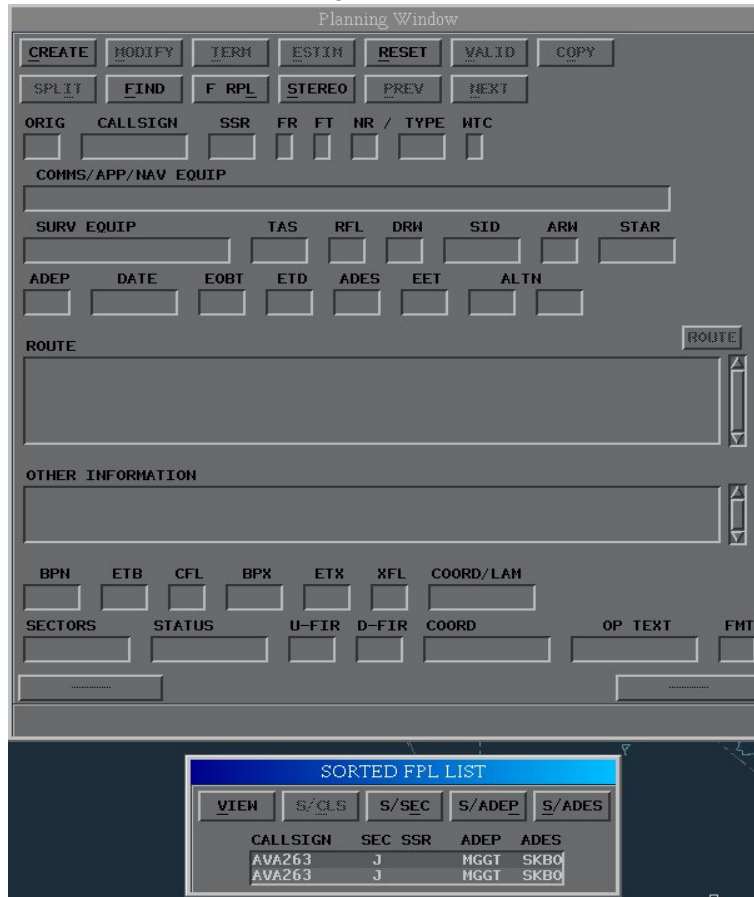 Planning Window
CREATE MODIFY TERM ESTIM RESET VALID COPY
SPLIT FIND F RPL STEREO PREV NEXT
ORIG CALLSIGN SSR FR FT NR / TYPE WTC
COMMS/APP/NAV EQUIP
SURV EQUIP TAS RFL DRW SID ARW STAR
ADEP DATE EOBT ETD ADES EET ALTN
ROUTE
ROUTE
OTHER INFORMATION
BPN ETB CFL BPX ETX XFL COORD/LAM
SECTORS STATUS U-FIR D-FIR COORD OP TEXT FMT
SORTED FPL LIST
VIEW S/CLS S/SEC S/ADEP S/ADES
CALLSIGN SEC SSR ADEP ADES
AVA263 J MGGT SKBO
AVA263 J MGGT SKBO